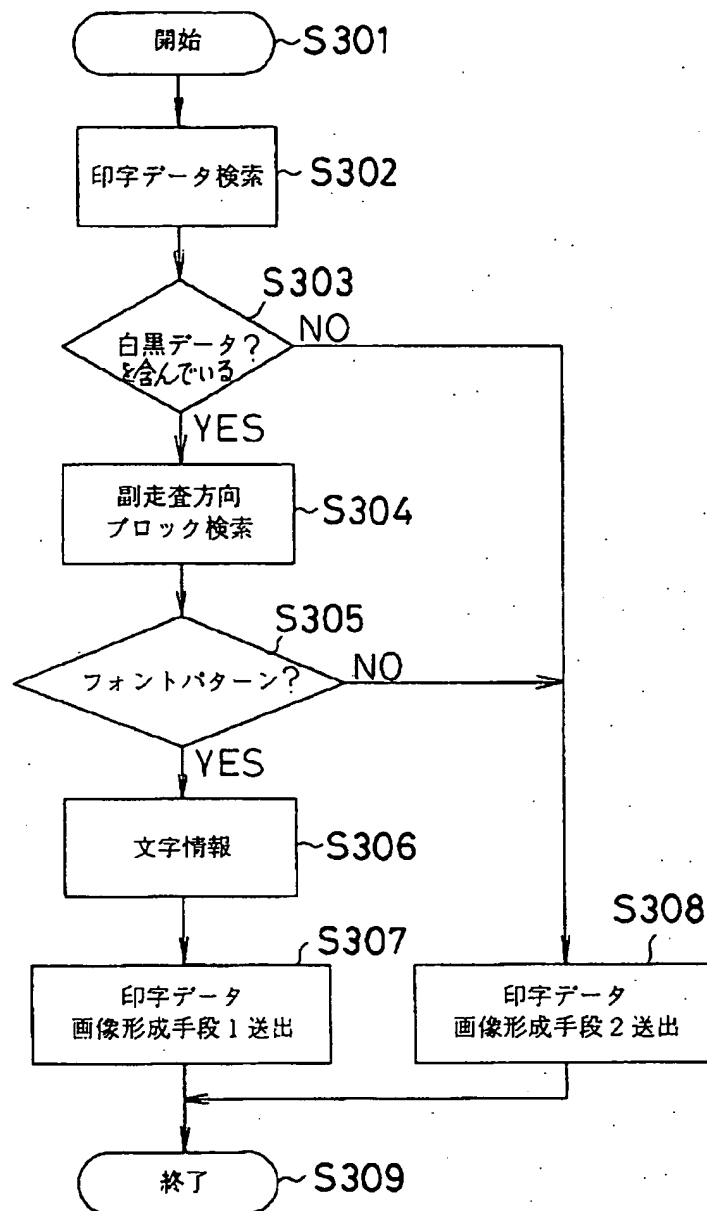 開始
S301
印字データ検索
S302
S303
白黒データ?
を含んでいる
NO
YES
副走査方向
ブロック検索
S304
S305
フォントパターン?
NO
YES
文字情報
S306
S307
印字データ
画像形成手段1送出
S308
印字データ
画像形成手段2送出
終了
S309